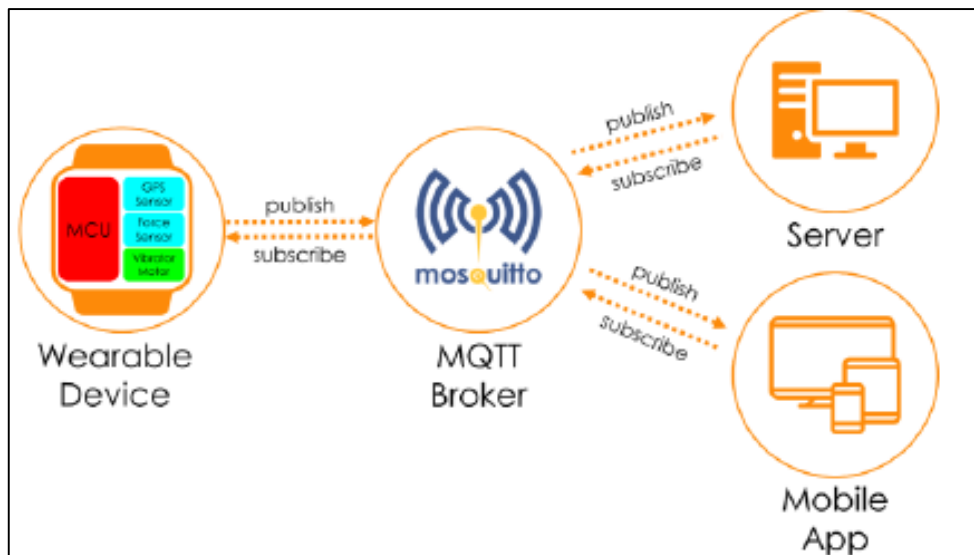 MCU
GPS
Sensor
Force
Sensor
Vibrator
Motor
publish
subscribe
Wearable
Device
mosquitto
MQTT
Broker
publish
subscribe
Server
publish
subscribe
Mobile
App